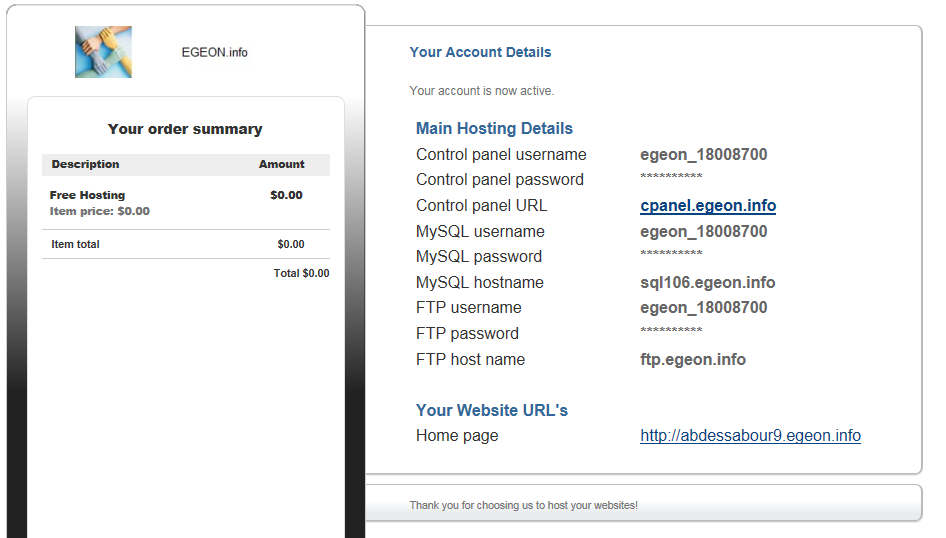 EGEON.info
Your order summary
Description Amount
Free Hosting $0.00
Item price: $0.00
Item total $0.00
Total $0.00
Your Account Details
Your account is now active.
Main Hosting Details
Control panel username egeon_18008700
Control panel password **********
Control panel URL cpanel.egeon.info
MySQL username egeon_18008700
MySQL password **********
MySQL hostname sql106.egeon.info
FTP username egeon_18008700
FTP password **********
FTP host name ftp.egeon.info
Your Website URL's
Home page http://abdessabour9.egeon.info
Thank you for choosing us to host your websites!